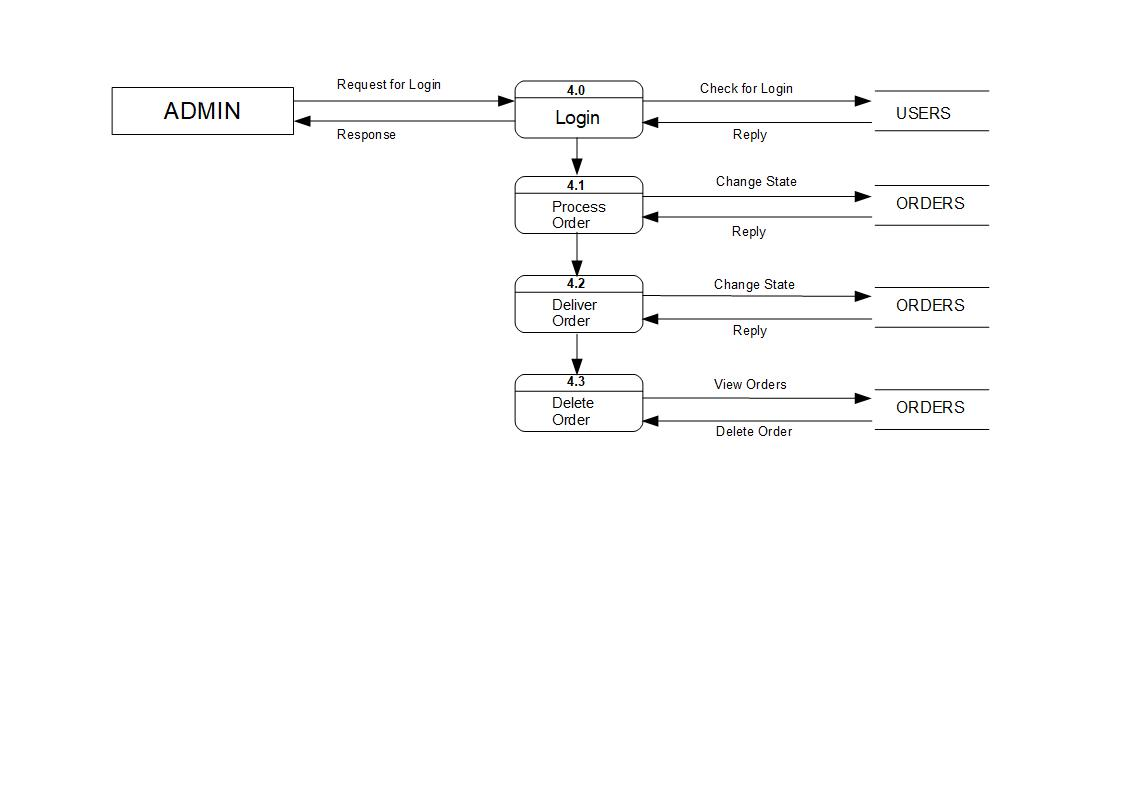 Request for Login
4.0
Check for Login
ADMIN
Login
USERS
Response
Reply
4.1
Change State
Process
Order
ORDERS
Reply
4.2
Change State
Deliver
Order
ORDERS
Reply
4.3
View Orders
Delete
Order
ORDERS
Delete Order